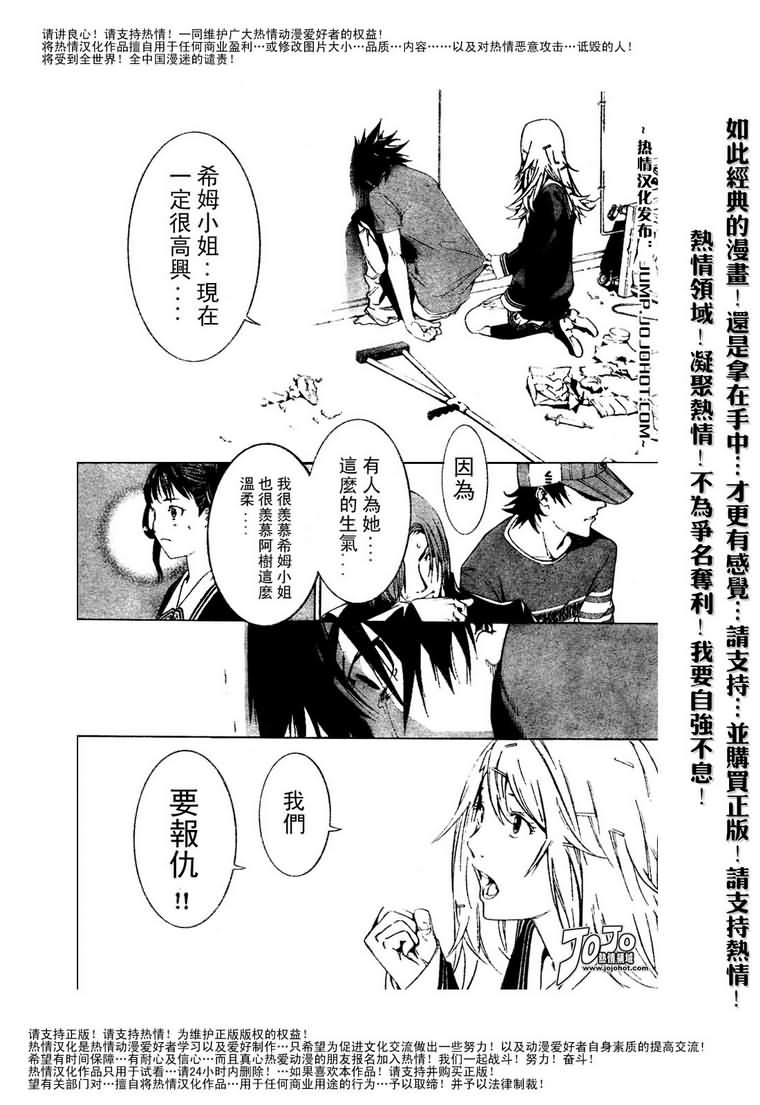 请讲良心！请支持热情！一同维护广大热情动漫爱好者的权益！
将热情汉化作品擅自用于任何商业盈利…或修改图片大小…品质…内容……以及对热情恶意攻击…诋毁的人！
将受到全世界！全中国漫迷的谴责！
如此經典的漫畫！還是拿在手中…才更有感覺…請支持…並購買正版！請支持熱情！
熱情領域！凝聚熱情！不為爭名奪利！我要自強不息！
~热情汉化发布：JUMP.JOJOHOT.COM~
希姆小姐…現在
一定很高興....
因為
有人為她....
這麼的生氣....
我很羨慕希姆小姐
也很羨慕阿樹這麼
溫柔....
我們
要報仇!!
JOJO
熱情領域
www.jojohot.com
请支持正版！请支持热情！为维护正版版权的权益！
热情汉化是热情动漫爱好者学习以及爱好制作…只希望为促进文化交流做出一些努力！以及动漫爱好者自身素质的提高交流！
希望有时间保障…有耐心及信心…而且真心热爱动漫的朋友报名加入热情！我们一起战斗！努力！奋斗！
热情汉化作品只用于试看…请24小时内删除！…如果喜欢本作品！请支持并购买正版！
望有关部门对…擅自将热情汉化作品…用于任何商业用途的行为…予以取缔！并予以法律制裁！